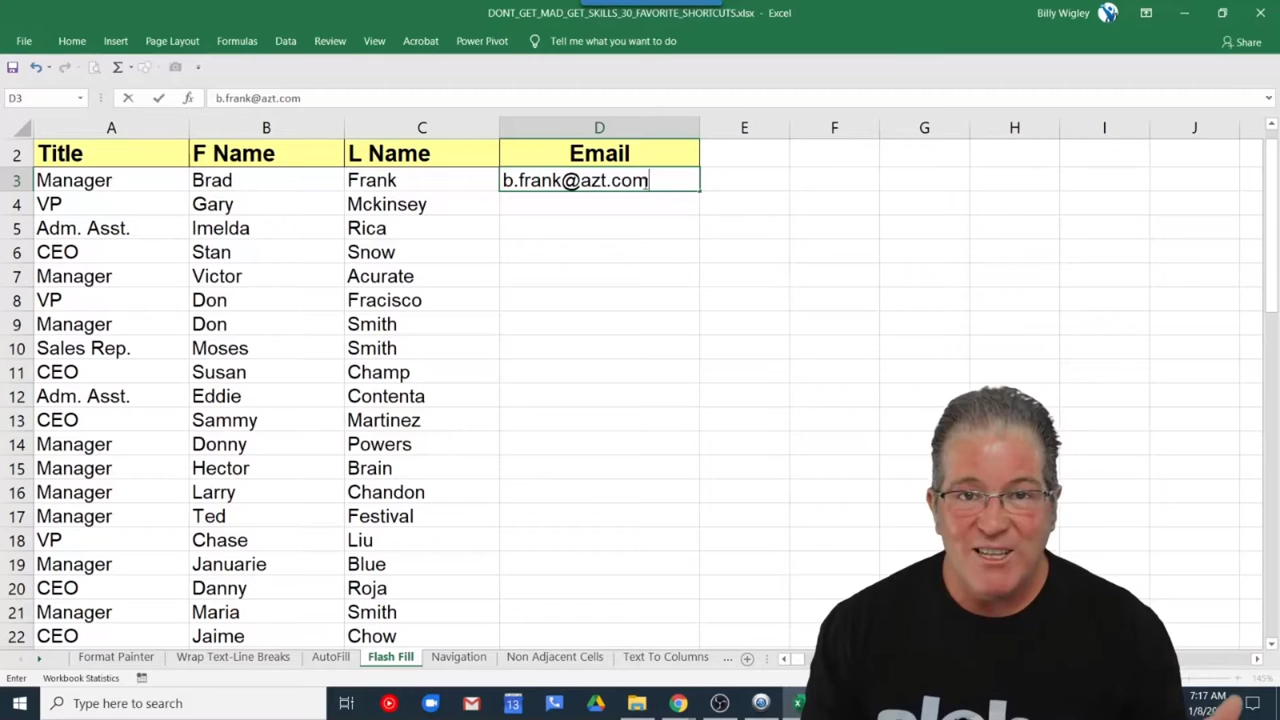 DONT_GET_MAD_GET_SKILLS_30_FAVORITE_SHORTCUTS.xlsx - Excel
Billy Wigley
File Home Insert Page Layout Formulas Data Review View Acrobat Power Pivot Tell me what you want to do Share
D3 fx b.frank@azt.com
A B C D E F G H I J
2 Title F Name L Name Email
3 Manager Brad Frank b.frank@azt.com
4 VP Gary Mckinsey
5 Adm. Asst. Imelda Rica
6 CEO Stan Snow
7 Manager Victor Acurate
8 VP Don Fracisco
9 Manager Don Smith
10 Sales Rep. Moses Smith
11 CEO Susan Champ
12 Adm. Asst. Eddie Contenta
13 CEO Sammy Martinez
14 Manager Donny Powers
15 Manager Hector Brain
16 Manager Larry Chandon
17 Manager Ted Festival
18 VP Chase Liu
19 Manager Januarie Blue
20 CEO Danny Roja
21 Manager Maria Smith
22 CEO Jaime Chow
Format Painter Wrap Text-Line Breaks AutoFill Flash Fill Navigation Non Adjacent Cells Text To Columns ...
Enter Workbook Statistics 145%
Type here to search 13 7:17 AM